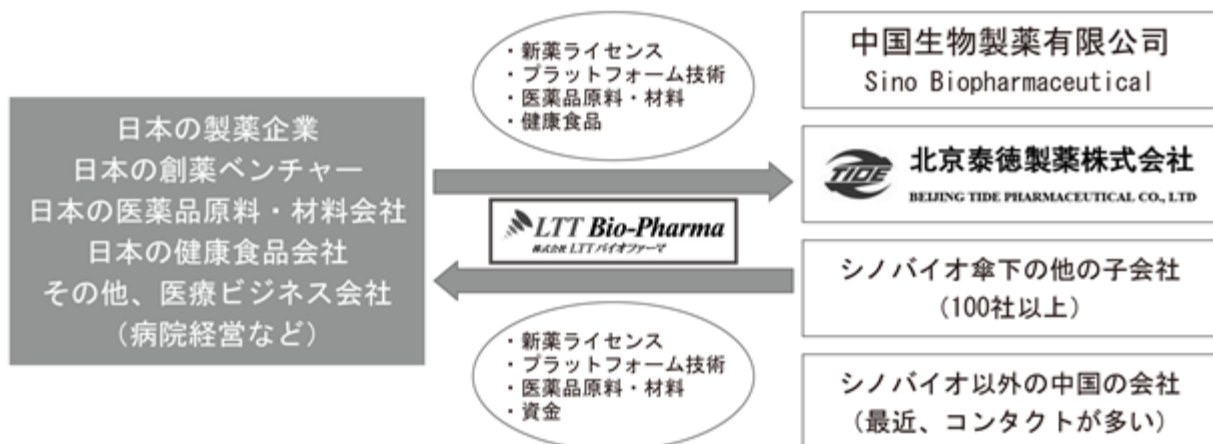 日本の製薬企業
日本の創薬ベンチャー
日本の医薬品原料・材料会社
日本の健康食品会社
その他、医療ビジネス会社
（病院経営など）
・新薬ライセンス
・プラットフォーム技術
・医薬品原料・材料
・健康食品
LTT Bio-Pharma
株式会社 LTTバイオファーマ
・新薬ライセンス
・プラットフォーム技術
・医薬品原料・材料
・資金
中国生物製薬有限公司
Sino Biopharmaceutical
TIDE
北京泰徳製薬株式会社
BEIJING TIDE PHARMACEUTICAL CO., LTD
シノバイオ傘下の他の子会社
(100社以上)
シノバイオ以外の中国の会社
（最近、コンタクトが多い）